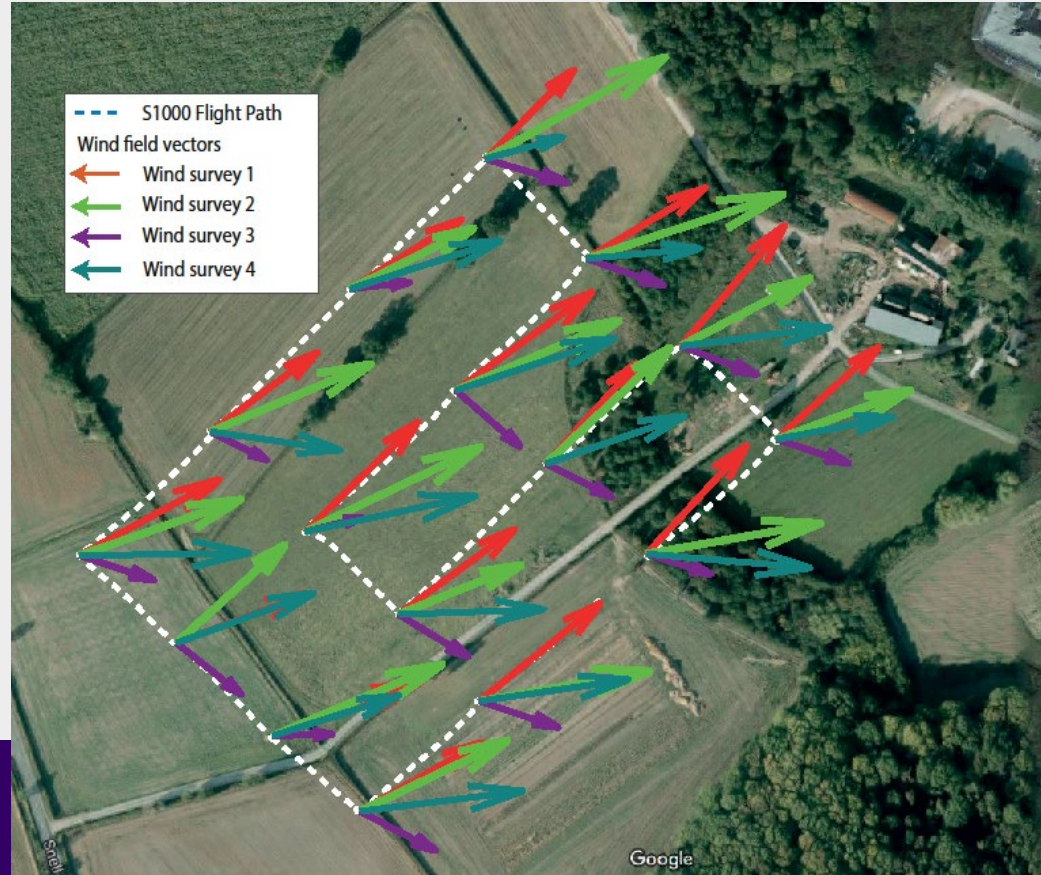 S1000 Flight Path
Wind field vectors
Wind survey 1
Wind survey 2
Wind survey 3
Wind survey 4
Snell
Google